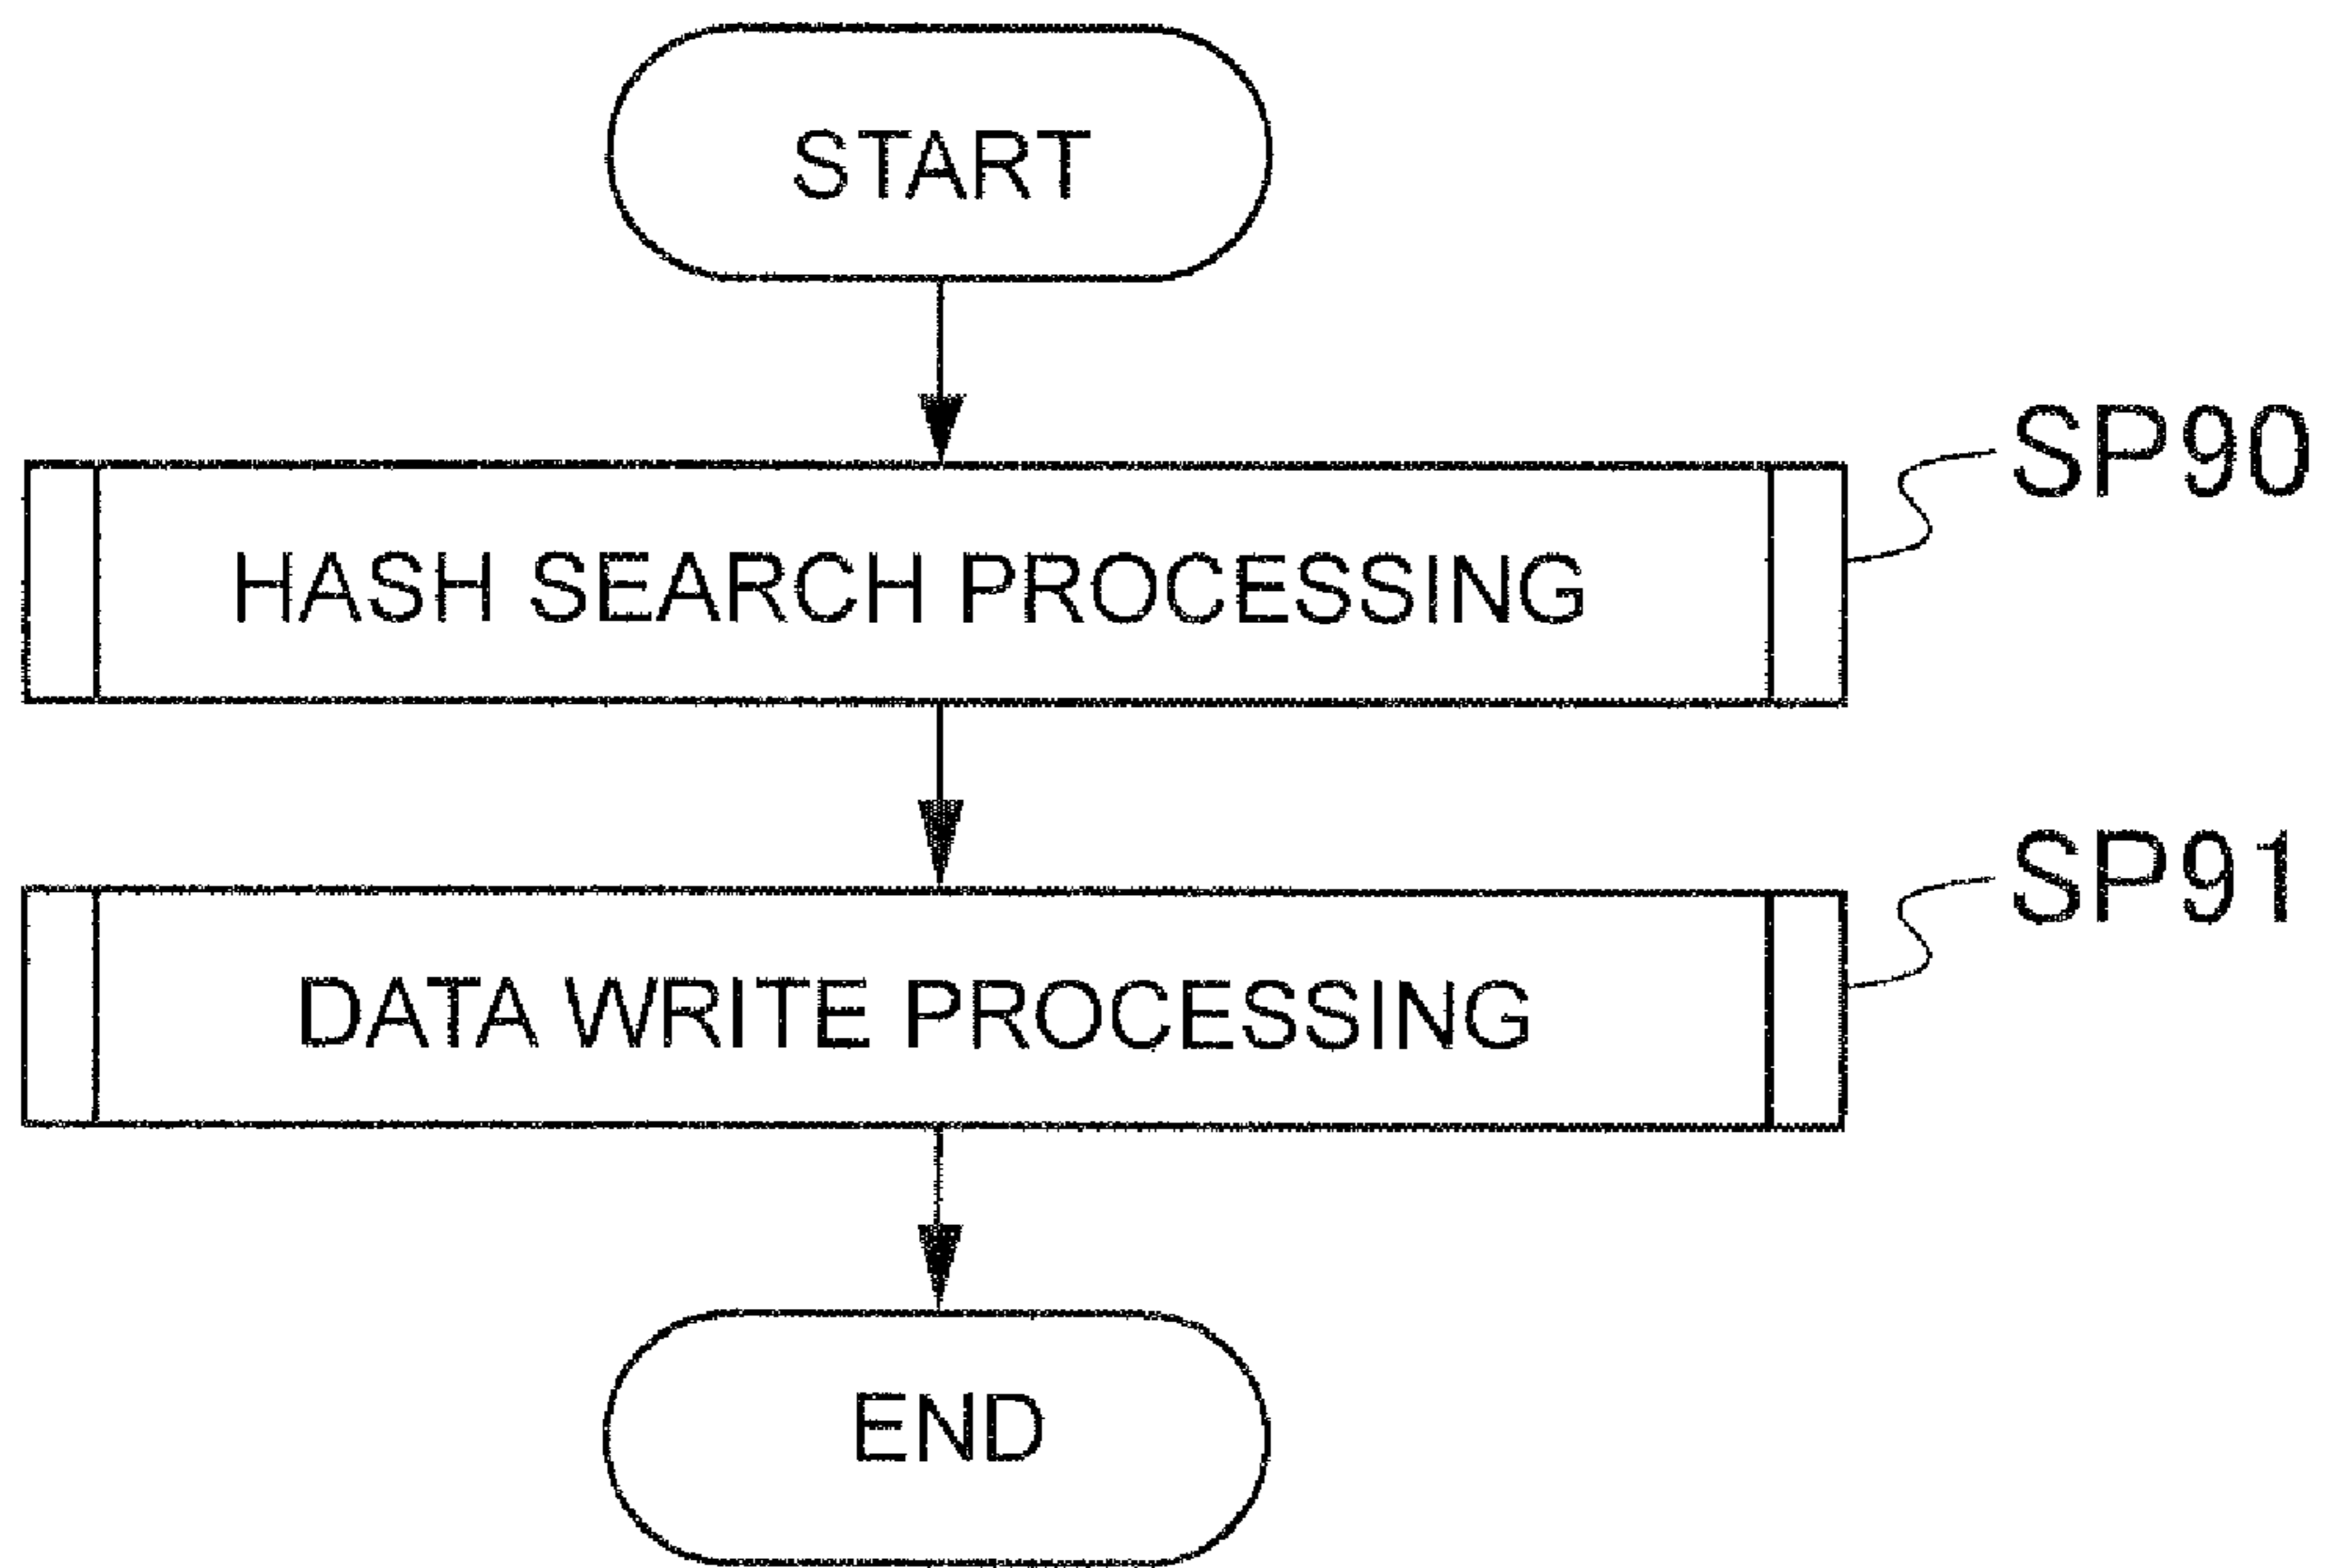 START
SP90
HASH SEARCH PROCESSING
SP91
DATA WRITE PROCESSING
END